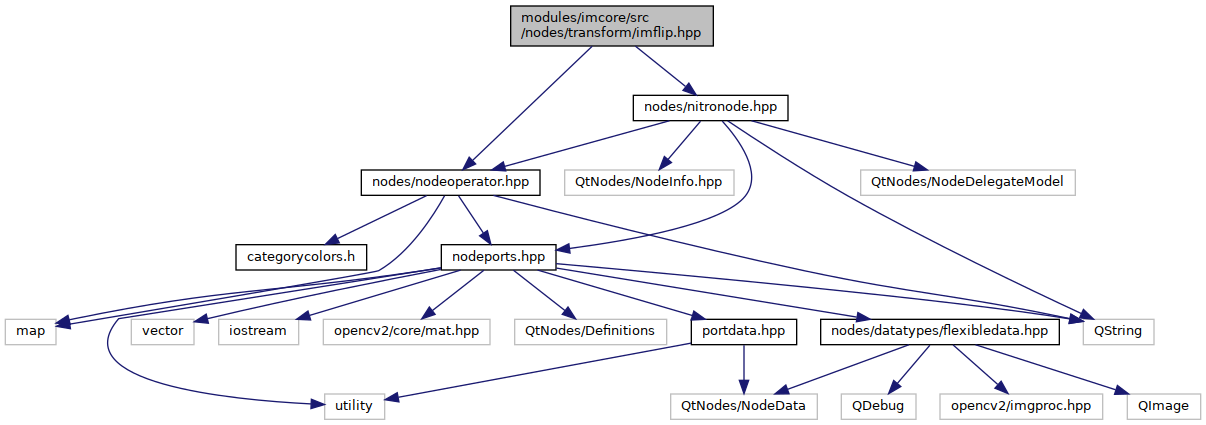 modules/imcore/src
/nodes/transform/imflip.hpp
nodes/nitronode.hpp
nodes/nodeoperator.hpp
QtNodes/NodeInfo.hpp
QtNodes/NodeDelegateModel
categorycolors.h
nodeports.hpp
map
vector
iostream
opencv2/core/mat.hpp
QtNodes/Definitions
portdata.hpp
nodes/datatypes/flexibledata.hpp
QString
utility
QtNodes/NodeData
QDebug
opencv2/imgproc.hpp
QImage